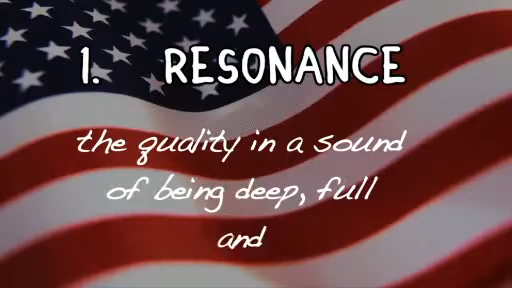 1. RESONANCE
the quality in a sound
of being deep, full
and